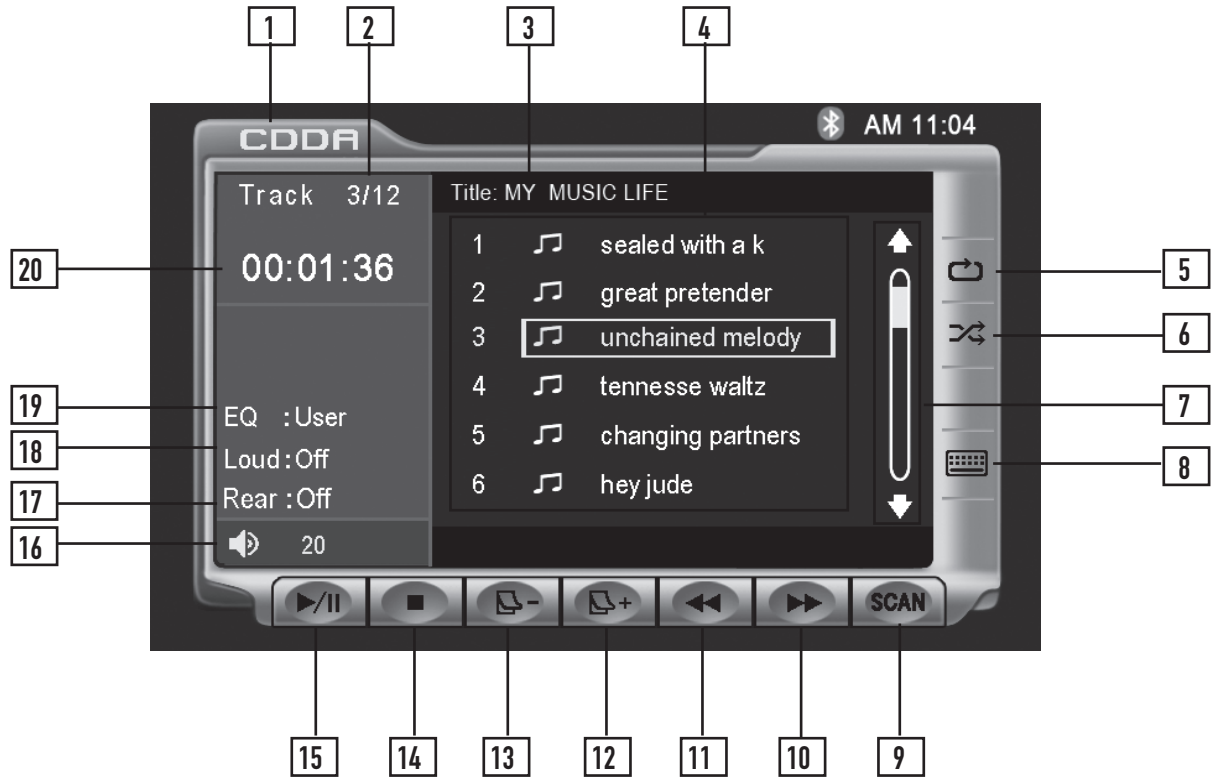 1 2 3 4
CDDA AM 11:04
Track 3/12
Title: MY MUSIC LIFE
20 00:01:36
1 sealed with a k
2 great pretender
3 unchained melody
4 tennesse waltz
5 changing partners
6 hey jude
5
6
7
8
19 EQ :User
18 Loud:Off
17 Rear :Off
16 20
SCAN
15 14 13 12 11 10 9